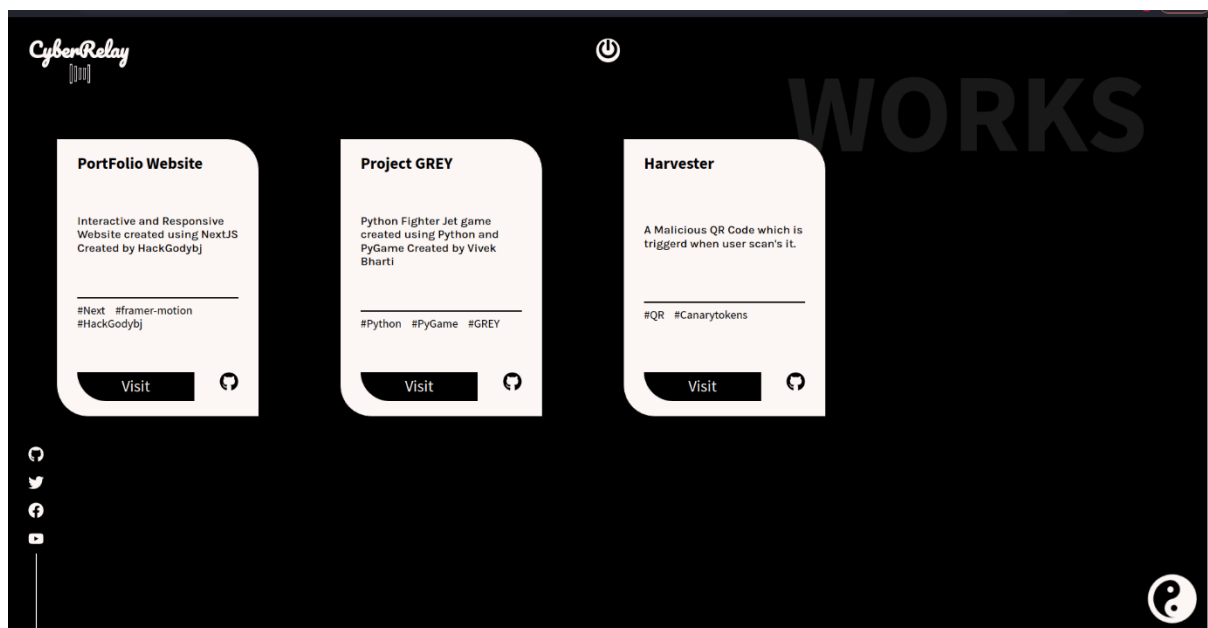 CyberRelay
WORKS
PortFolio Website
Interactive and Responsive
Website created using NextJS
Created by HackGodybj
#Next #framer-motion
#HackGodybj
Visit
Project GREY
Python Fighter Jet game
created using Python and
PyGame Created by Vivek
Bharti
#Python #PyGame #GREY
Visit
Harvester
A Malicious QR Code which is
triggerd when user scan's it.
#QR #Canarytokens
Visit